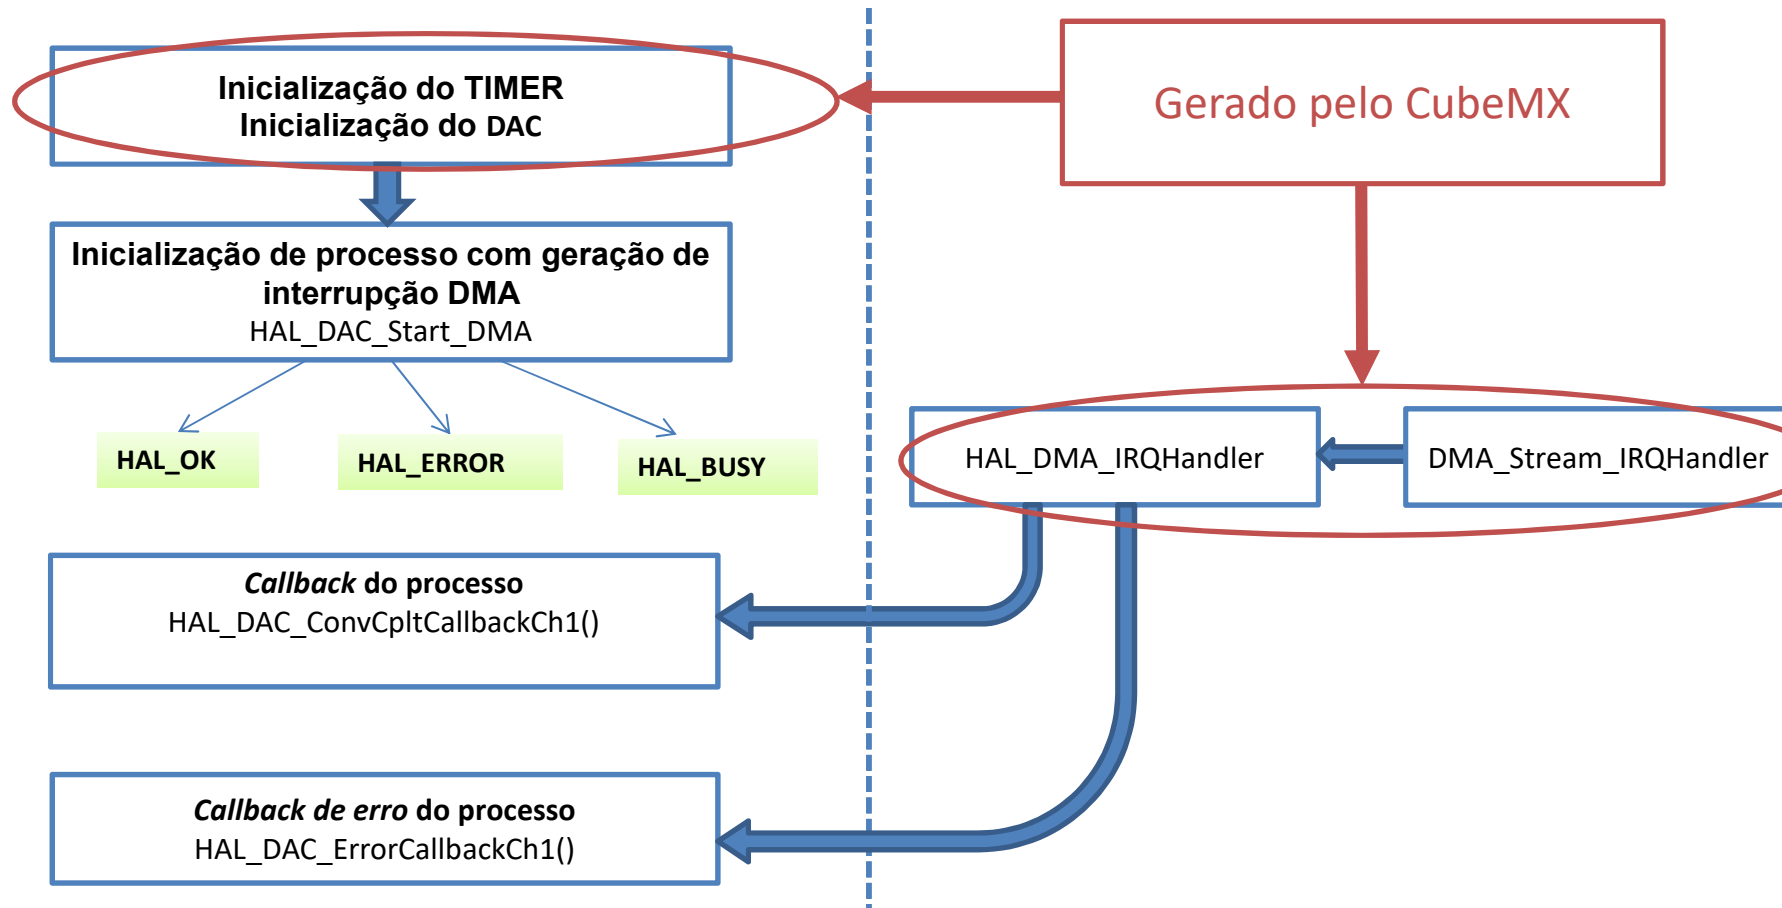 Inicialização do TIMER
Inicialização do DAC
Gerado pelo CubeMX
Inicialização de processo com geração de
interrupção DMA
HAL_DAC_Start_DMA
HAL_OK
HAL_ERROR
HAL_BUSY
HAL_DMA_IRQHandler
DMA_Stream_IRQHandler
Callback do processo
HAL_DAC_ConvCpltCallbackCh1()
Callback de erro do processo
HAL_DAC_ErrorCallbackCh1()